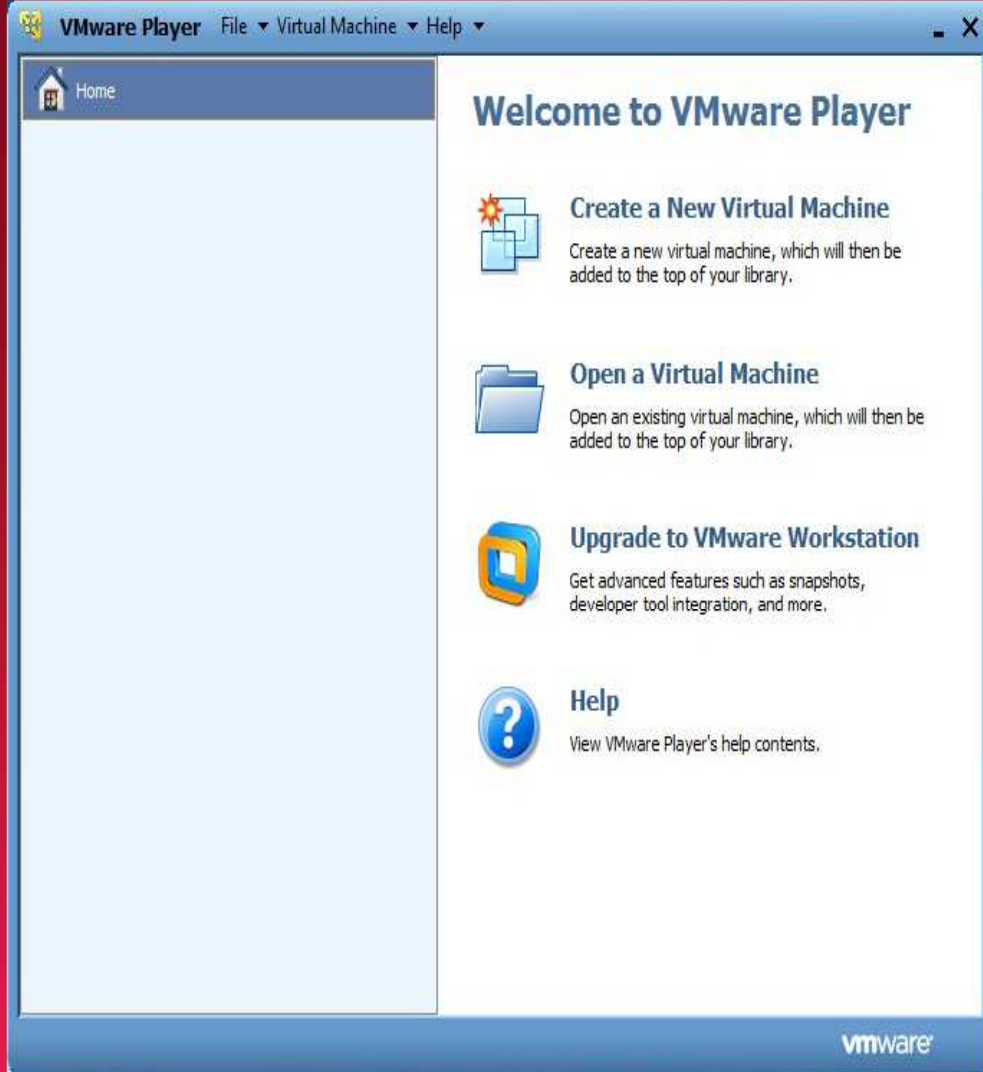 VMware Player File Virtual Machine Help
Home
Welcome to VMware Player
Create a New Virtual Machine
Create a new virtual machine, which will then be
added to the top of your library.
Open a Virtual Machine
Open an existing virtual machine, which will then be
added to the top of your library.
Upgrade to VMware Workstation
Get advanced features such as snapshots,
developer tool integration, and more.
Help
View VMware Player's help contents.
vmware